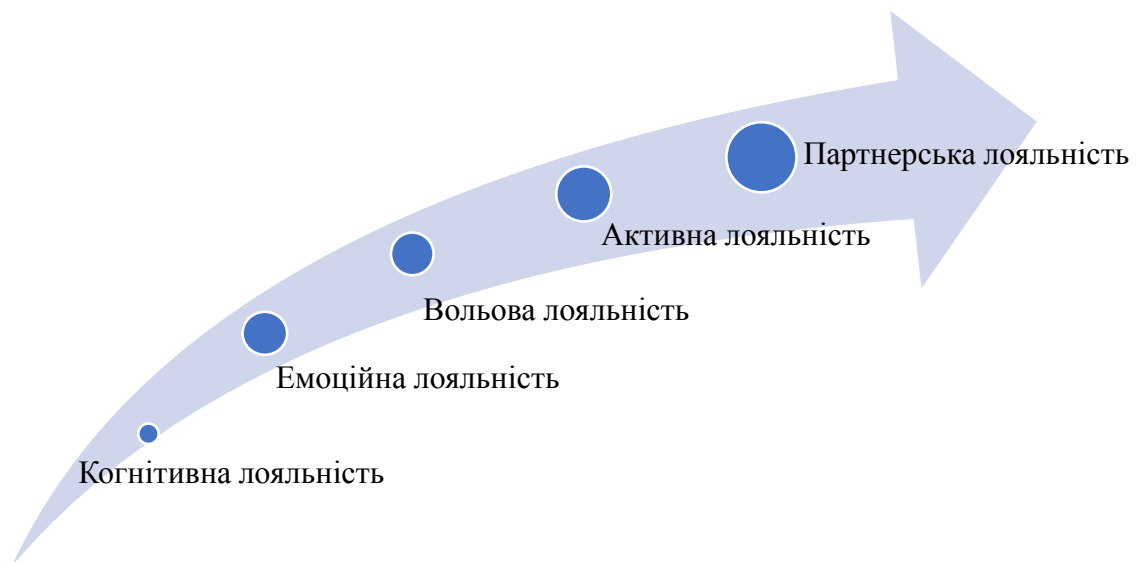 Партнерська лояльність
Активна лояльність
Вольова лояльність
Емоційна лояльність
Когнітивна лояльність